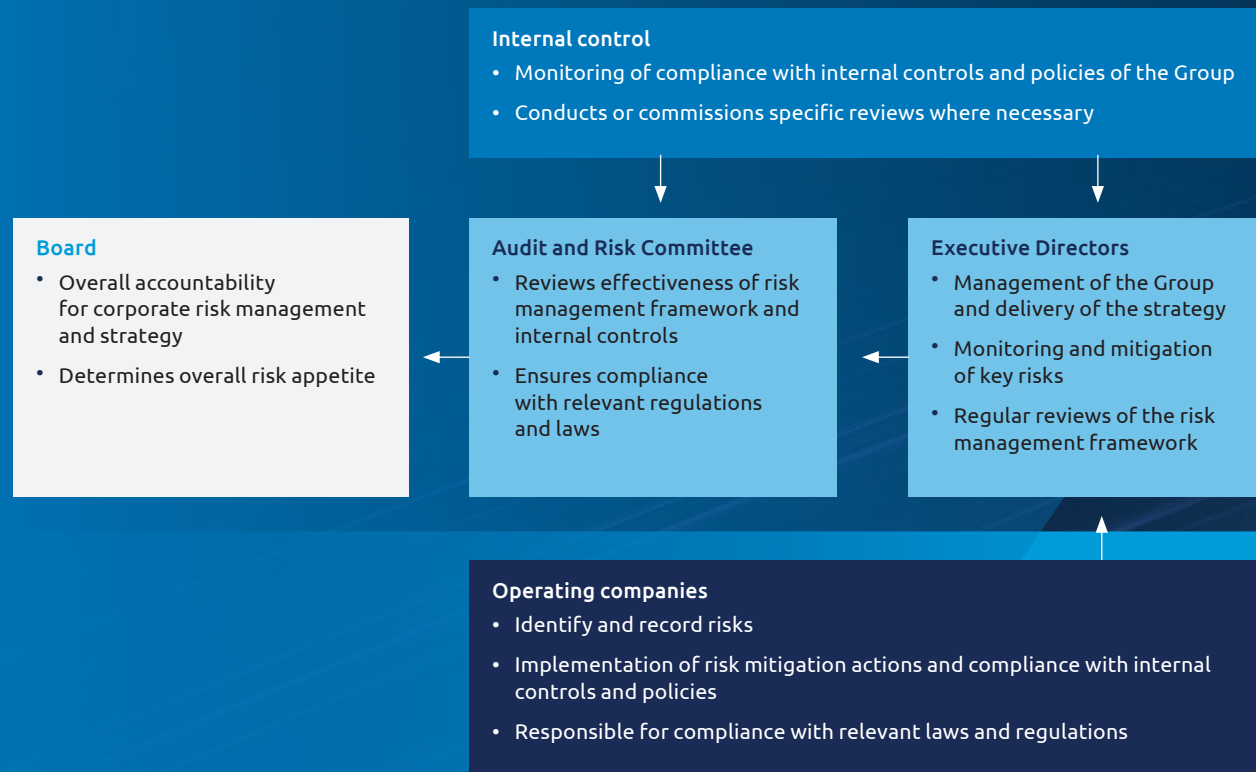 Internal control
• Monitoring of compliance with internal controls and policies of the Group
• Conducts or commissions specific reviews where necessary
Board
• Overall accountability
for corporate risk management
and strategy
• Determines overall risk appetite
Audit and Risk Committee
• Reviews effectiveness of risk
management framework and
internal controls
• Ensures compliance
with relevant regulations
and laws
Executive Directors
• Management of the Group
and delivery of the strategy
• Monitoring and mitigation
of key risks
• Regular reviews of the risk
management framework
Operating companies
• Identify and record risks
• Implementation of risk mitigation actions and compliance with internal
controls and policies
• Responsible for compliance with relevant laws and regulations